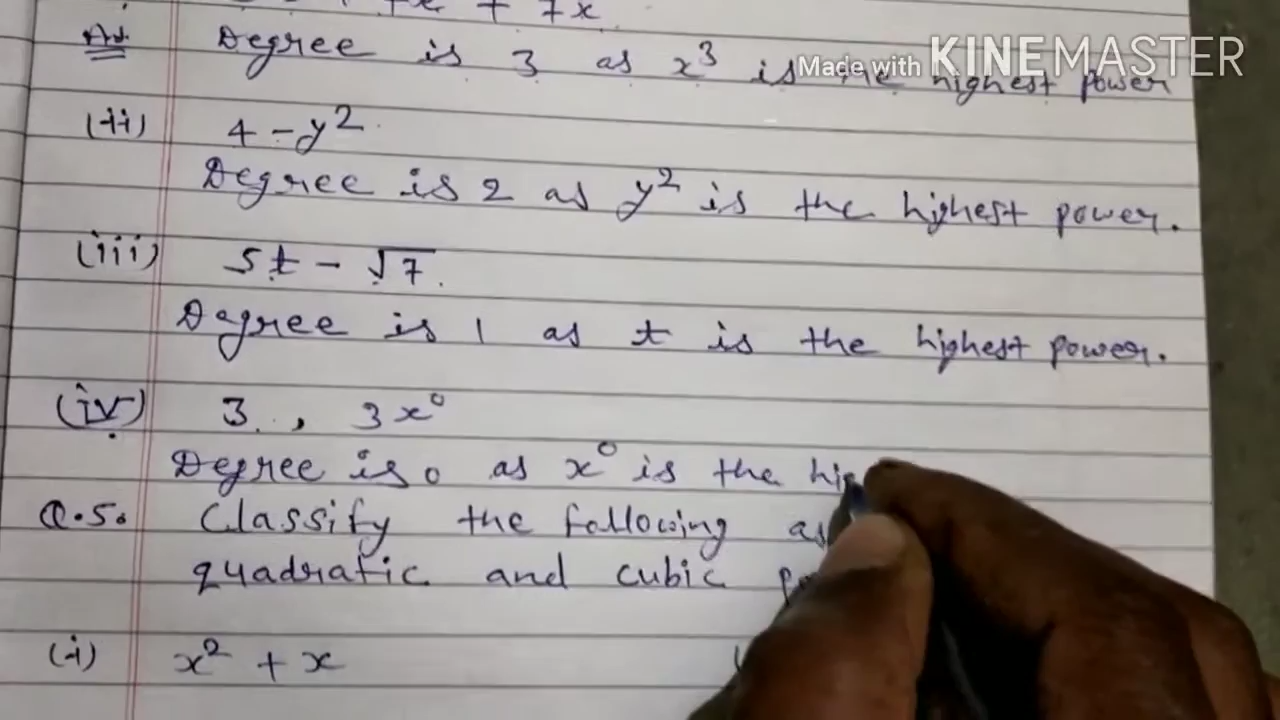 + 7x
Ans. Degree is 3 as x³ is the highest power
Made with KINEMASTER
(ii) 4 - y²
Degree is 2 as y² is the highest power.
(iii) 5t - √7.
Degree is 1 as t is the highest power.
(iv) 3 , 3x⁰
Degree is 0 as x⁰ is the
Q.5. Classify the following as
quadratic and cubic
(i) x² + x